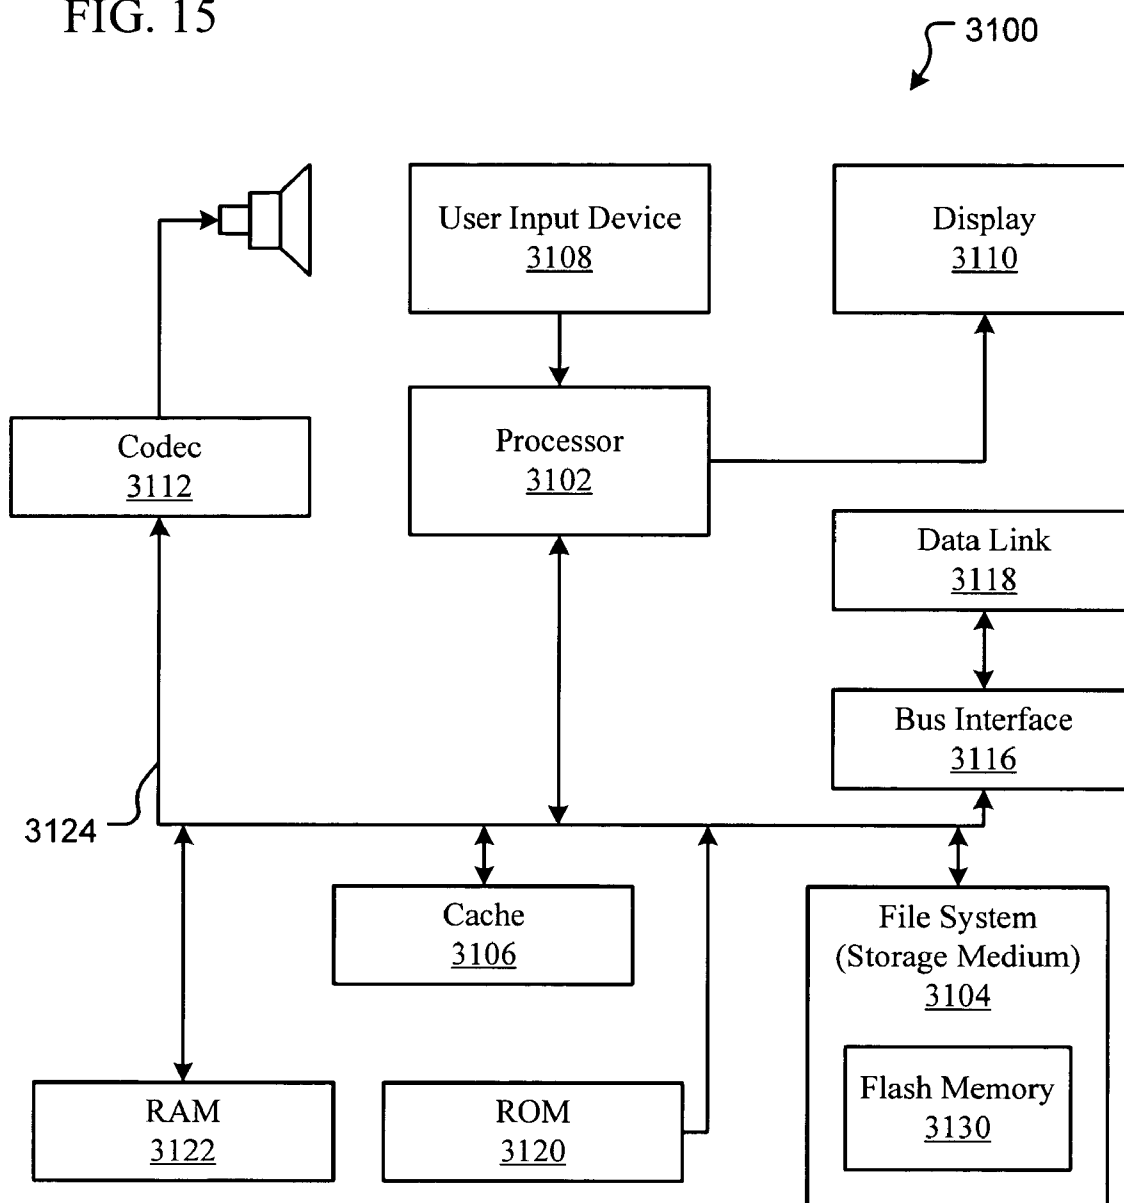 FIG. 15
3100
User Input Device
3108
Display
3110
Codec
3112
Processor
3102
Data Link
3118
Bus Interface
3116
3124
Cache
3106
File System
(Storage Medium)
3104
Flash Memory
3130
RAM
3122
ROM
3120